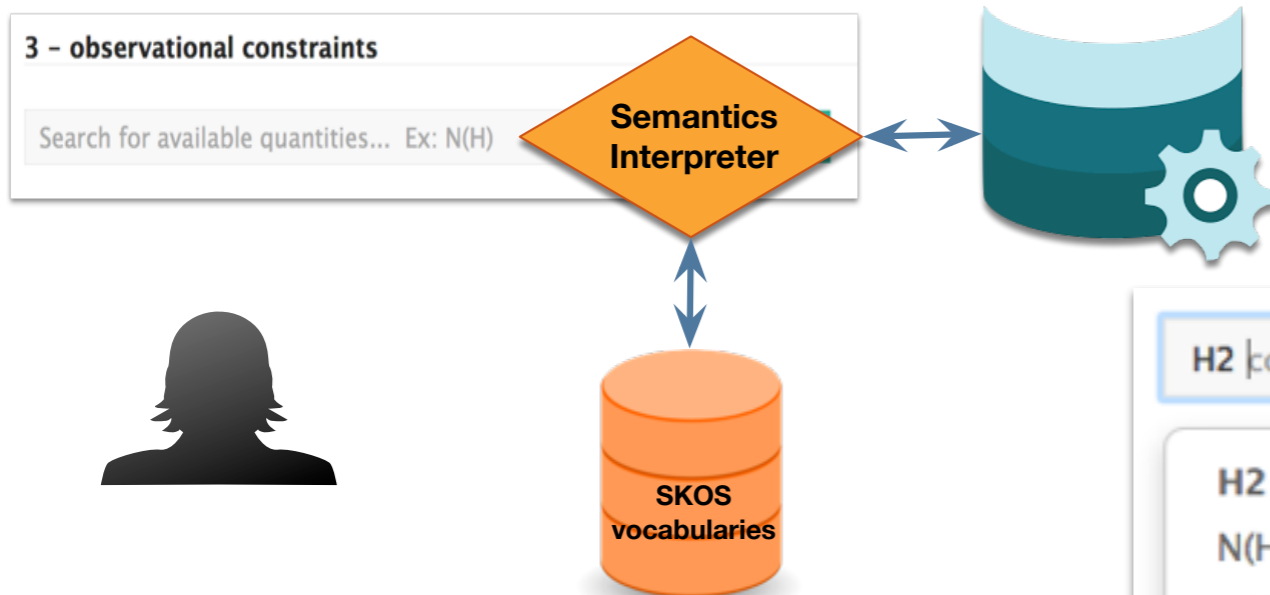 3 – observational constraints
Search for available quantities... Ex: N(H)
Semantics
Interpreter
SKOS
vocabularies
H2
H2